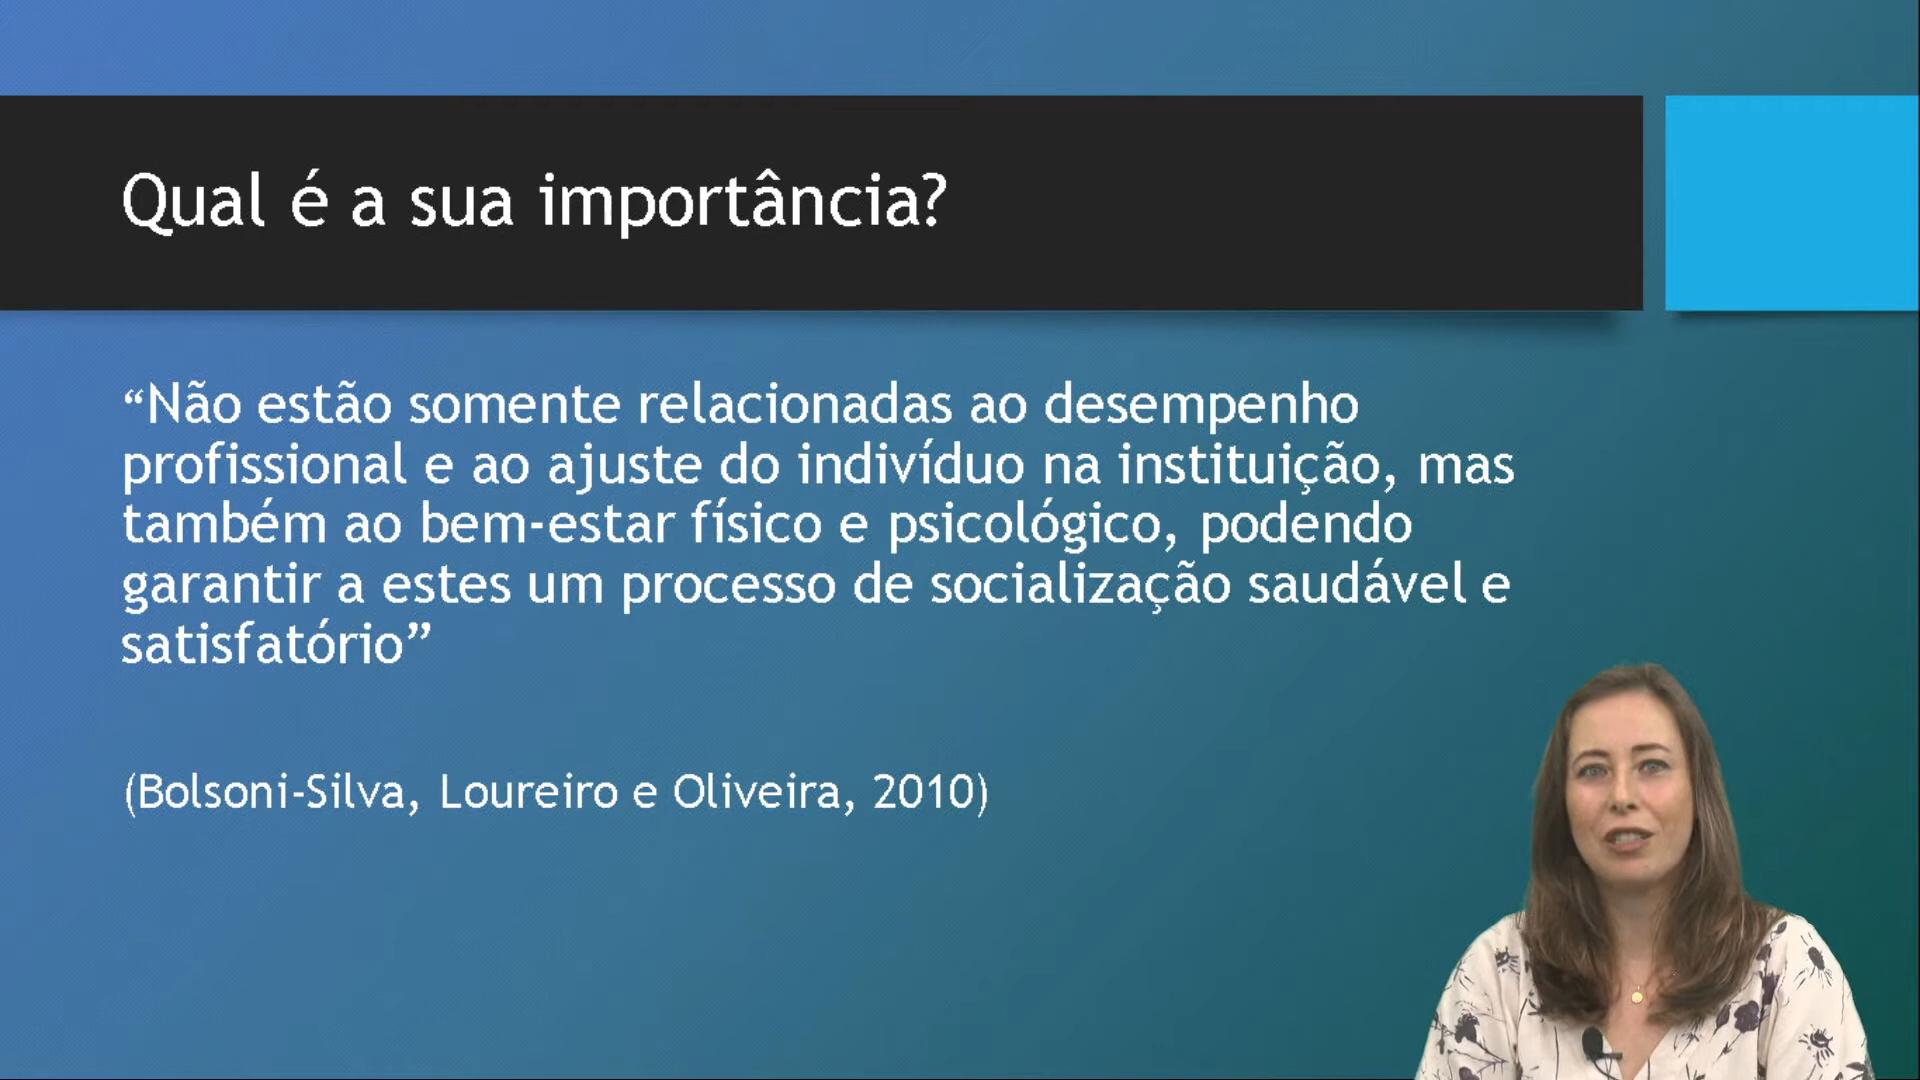 Qual é a sua importância?
“Não estão somente relacionadas ao desempenho
profissional e ao ajuste do indivíduo na instituição, mas
também ao bem-estar físico e psicológico, podendo
garantir a estes um processo de socialização saudável e
satisfatório”
(Bolsoni-Silva, Loureiro e Oliveira, 2010)